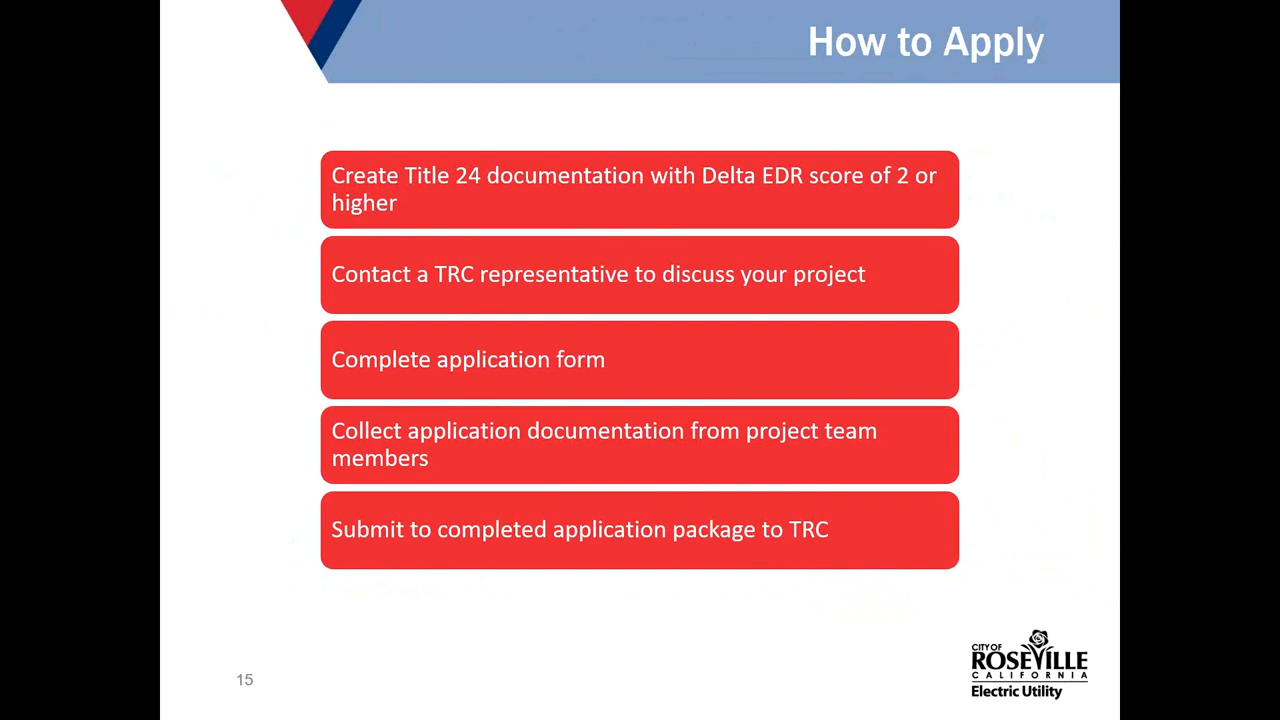 How to Apply
Create Title 24 documentation with Delta EDR score of 2 or
higher
Contact a TRC representative to discuss your project
Complete application form
Collect application documentation from project team
members
Submit to completed application package to TRC
15
CITY OF
ROSEVILLE
CALIFORNIA
Electric Utility